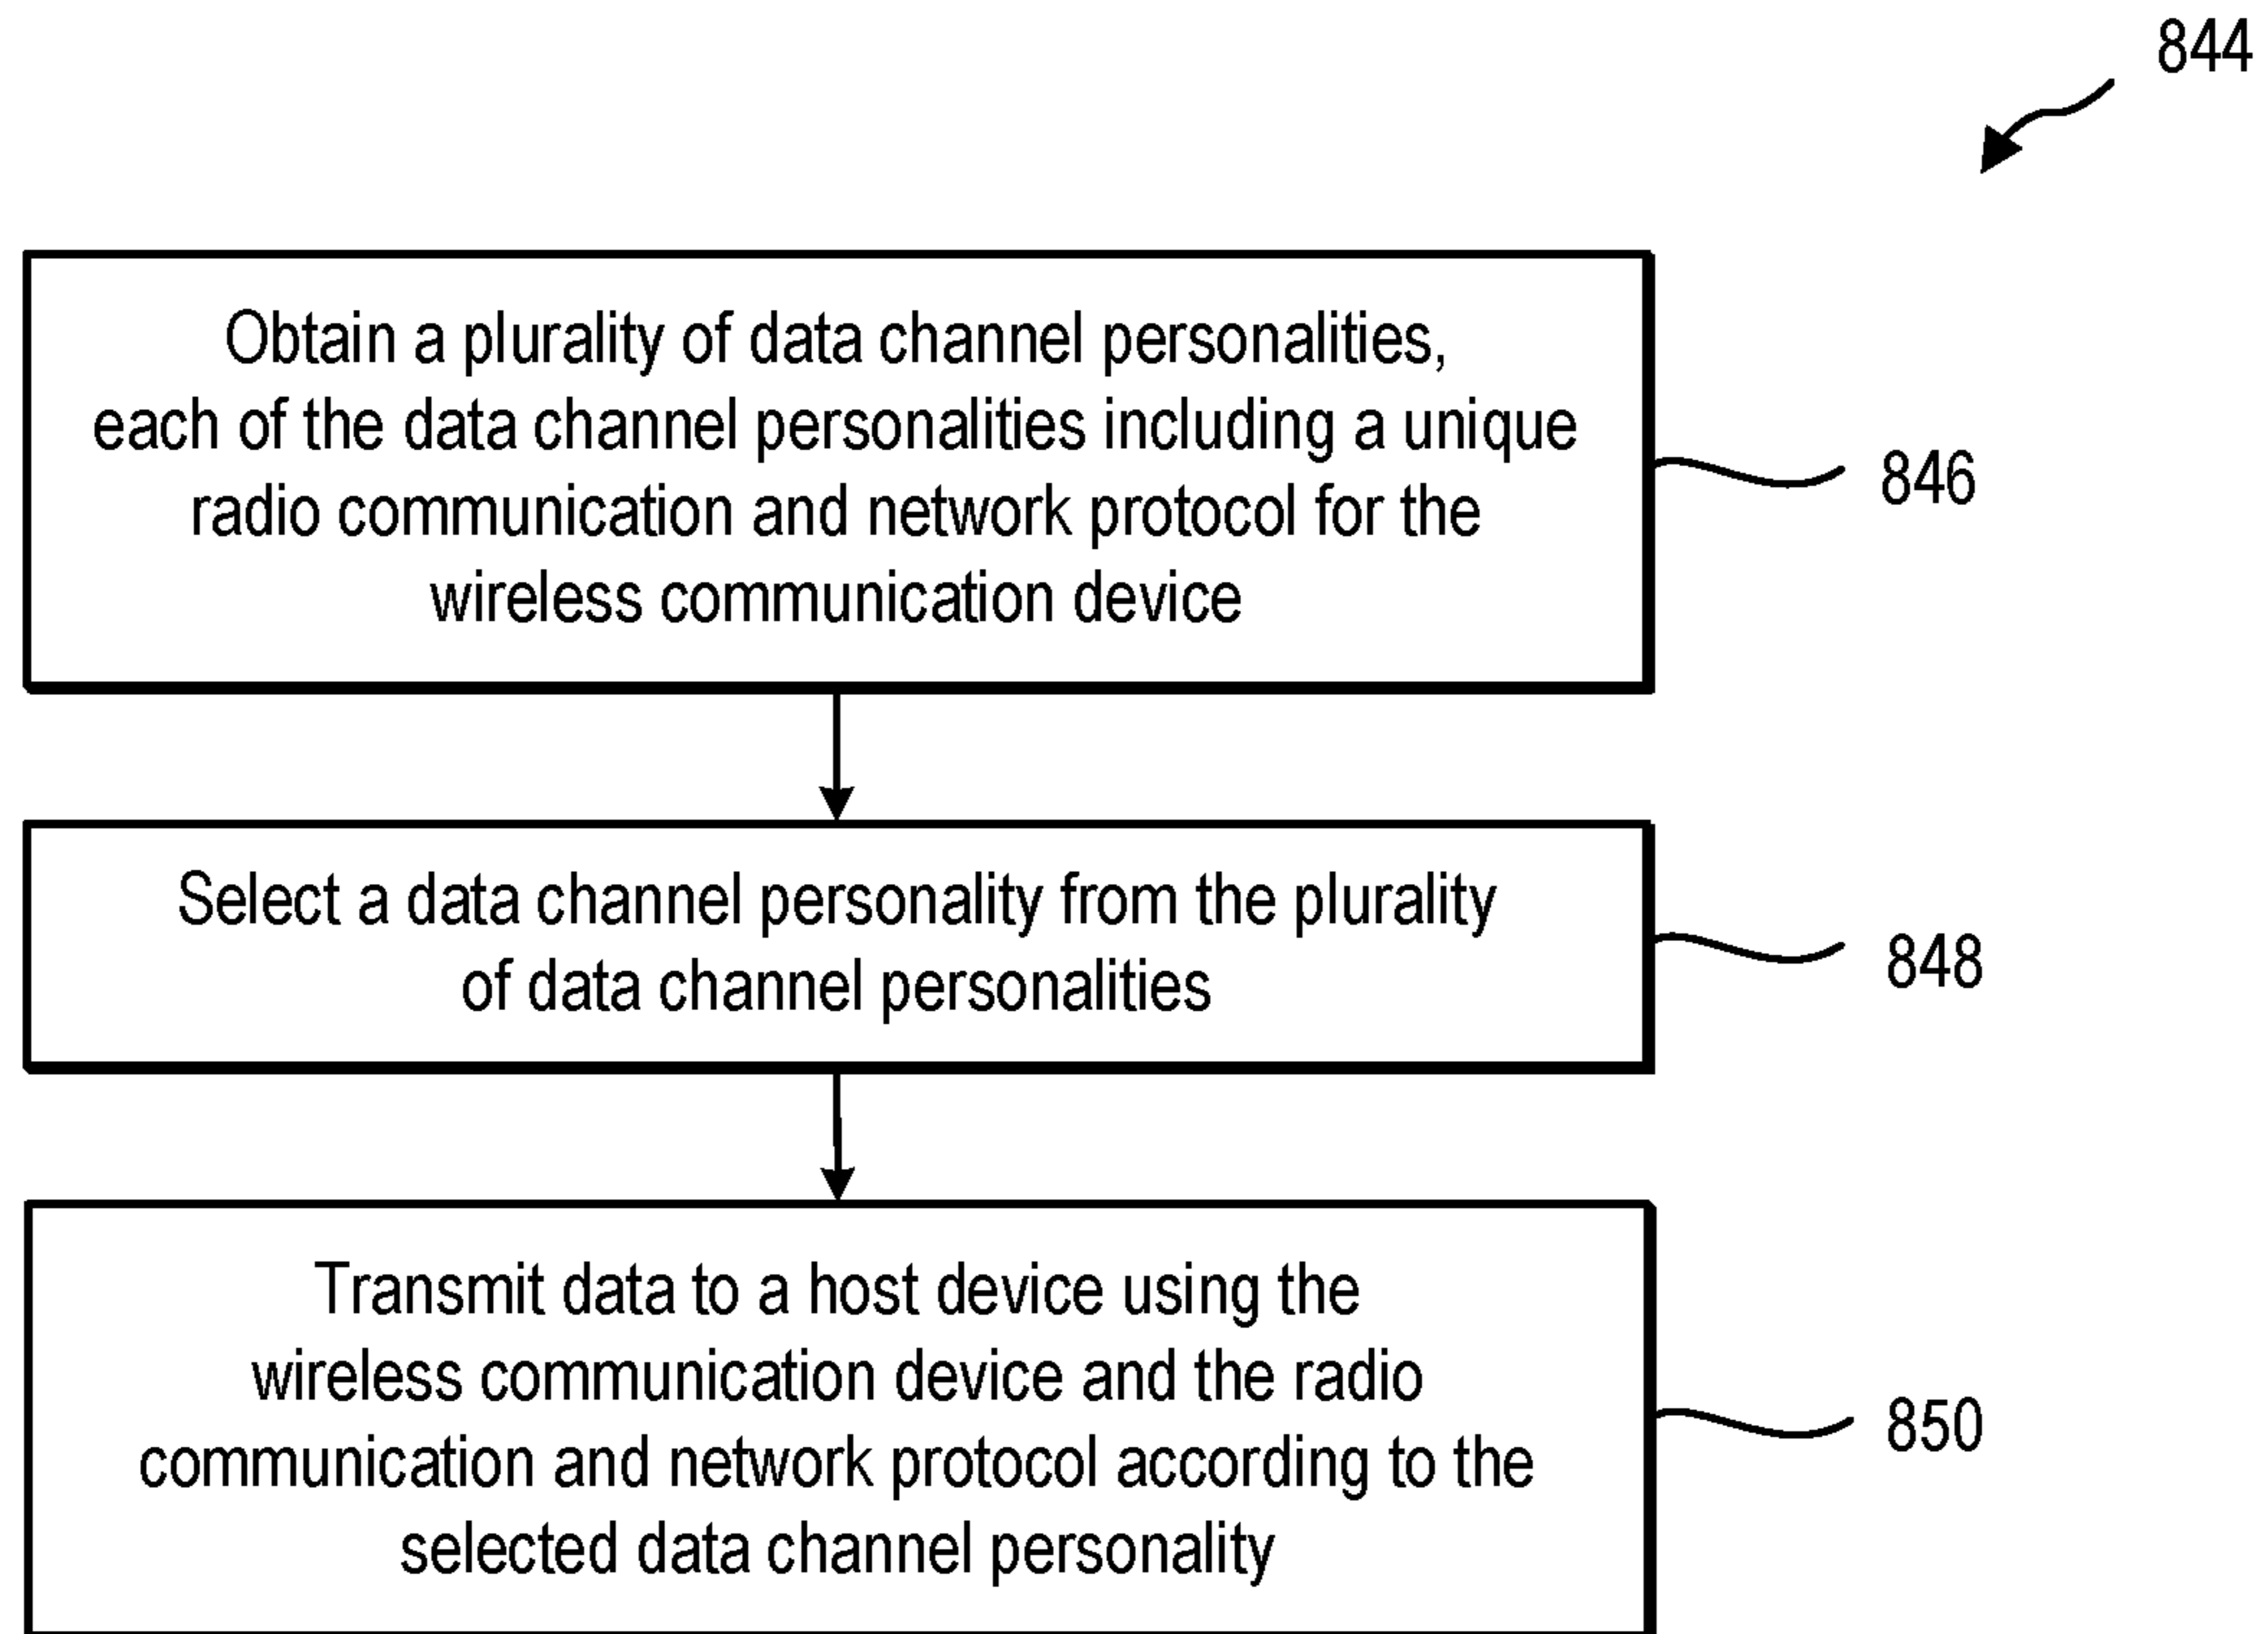 844
Obtain a plurality of data channel personalities,
each of the data channel personalities including a unique
radio communication and network protocol for the
wireless communication device
846
Select a data channel personality from the plurality
of data channel personalities
848
Transmit data to a host device using the
wireless communication device and the radio
communication and network protocol according to the
selected data channel personality
850